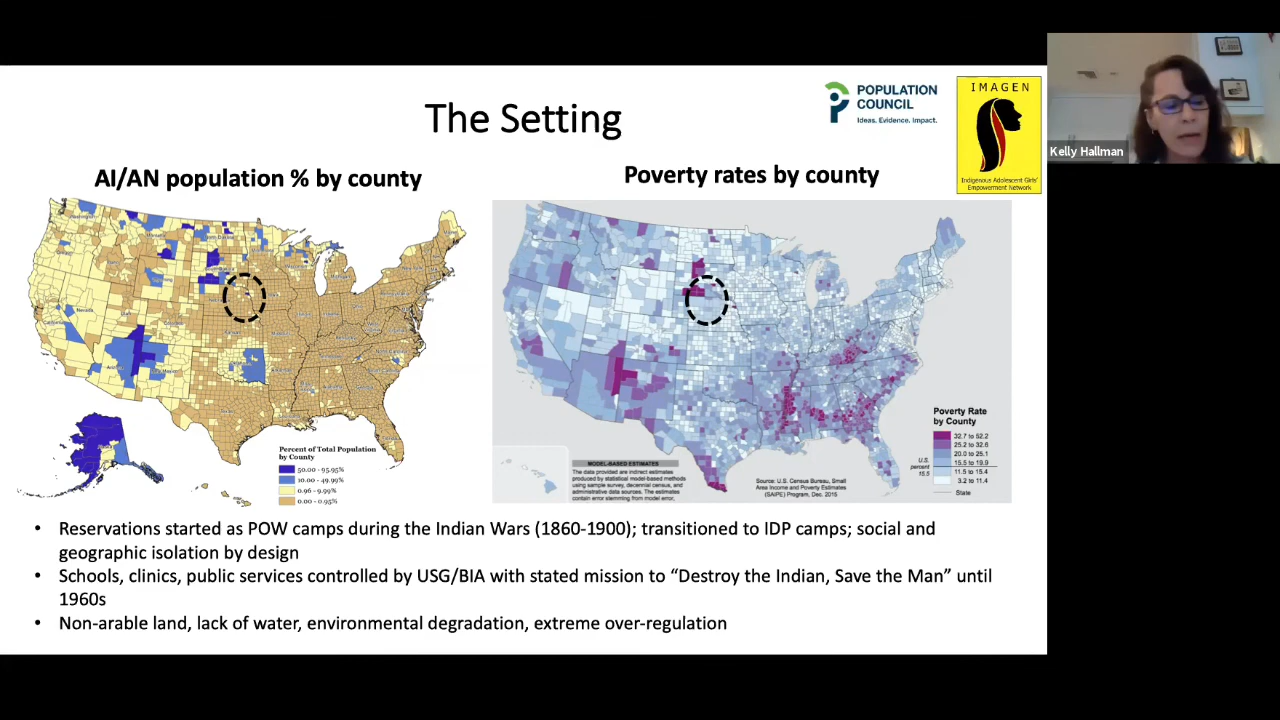 The Setting
POPULATION
COUNCIL
Ideas. Evidence. Impact.
IMAGEN
Indigenous Adolescent Girls'
Empowerment Network
Kelly Hallman
AI/AN population % by county
Poverty rates by county
Percent of Total Population
by County
50.00 - 95.95%
10.00 - 49.99%
0.96 - 9.99%
0.00 - 0.95%
MODEL-BASED ESTIMATES
The data provided are indirect estimates
produced by statistical model-based methods
using sample survey, decennial census, and
administrative data sources. The estimates
contain error stemming from model error,
Source: U.S. Census Bureau, Small
Area Income and Poverty Estimates
(SAIPE) Program, Dec. 2015
Poverty Rate
by County
32.7 to 52.2
25.2 to 32.6
20.0 to 25.1
15.5 to 19.9
11.5 to 15.4
3.2 to 11.4
State
U.S.
percent
15.5
• Reservations started as POW camps during the Indian Wars (1860-1900); transitioned to IDP camps; social and
geographic isolation by design
• Schools, clinics, public services controlled by USG/BIA with stated mission to “Destroy the Indian, Save the Man” until
1960s
• Non-arable land, lack of water, environmental degradation, extreme over-regulation